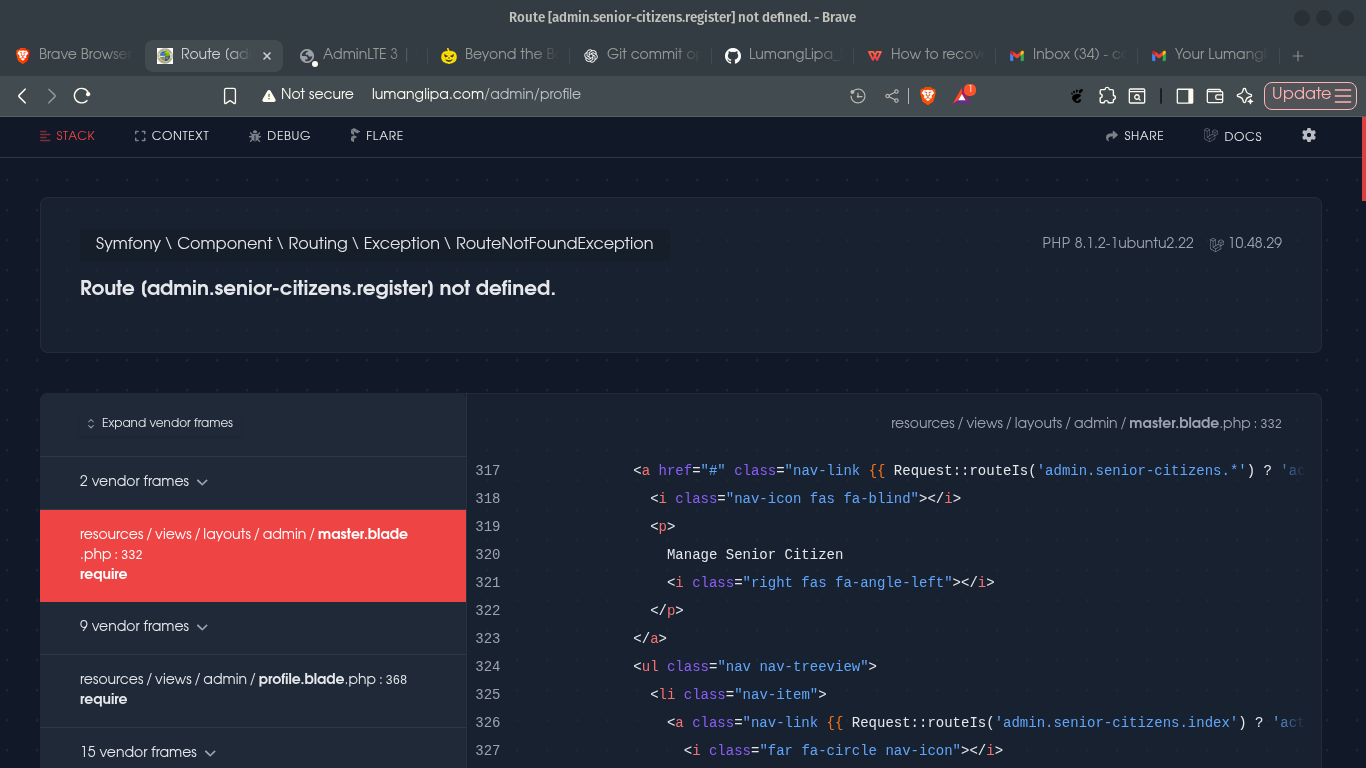 Route [admin.senior-citizens.register] not defined. - Brave
Brave Browser
Route [ad
AdminLTE 3
Beyond the B
Git commit op
LumangLipa_
How to recov
Inbox (34) - c
Your Lumangl
Not secure lumanglipa.com/admin/profile
1
Update
STACK CONTEXT DEBUG FLARE SHARE DOCS
Symfony \ Component \ Routing \ Exception \ RouteNotFoundException
PHP 8.1.2-1ubuntu2.22 10.48.29
Route [admin.senior-citizens.register] not defined.
Expand vendor frames
2 vendor frames
resources / views / layouts / admin / master.blade
.php : 332
require
9 vendor frames
resources / views / admin / profile.blade.php : 368
require
15 vendor frames
resources / views / layouts / admin / master.blade.php : 332
317 <a href="#" class="nav-link {{ Request::routeIs('admin.senior-citizens.*') ? 'ac
318 <i class="nav-icon fas fa-blind"></i>
319 <p>
320 Manage Senior Citizen
321 <i class="right fas fa-angle-left"></i>
322 </p>
323 </a>
324 <ul class="nav nav-treeview">
325 <li class="nav-item">
326 <a class="nav-link {{ Request::routeIs('admin.senior-citizens.index') ? 'act
327 <i class="far fa-circle nav-icon"></i>